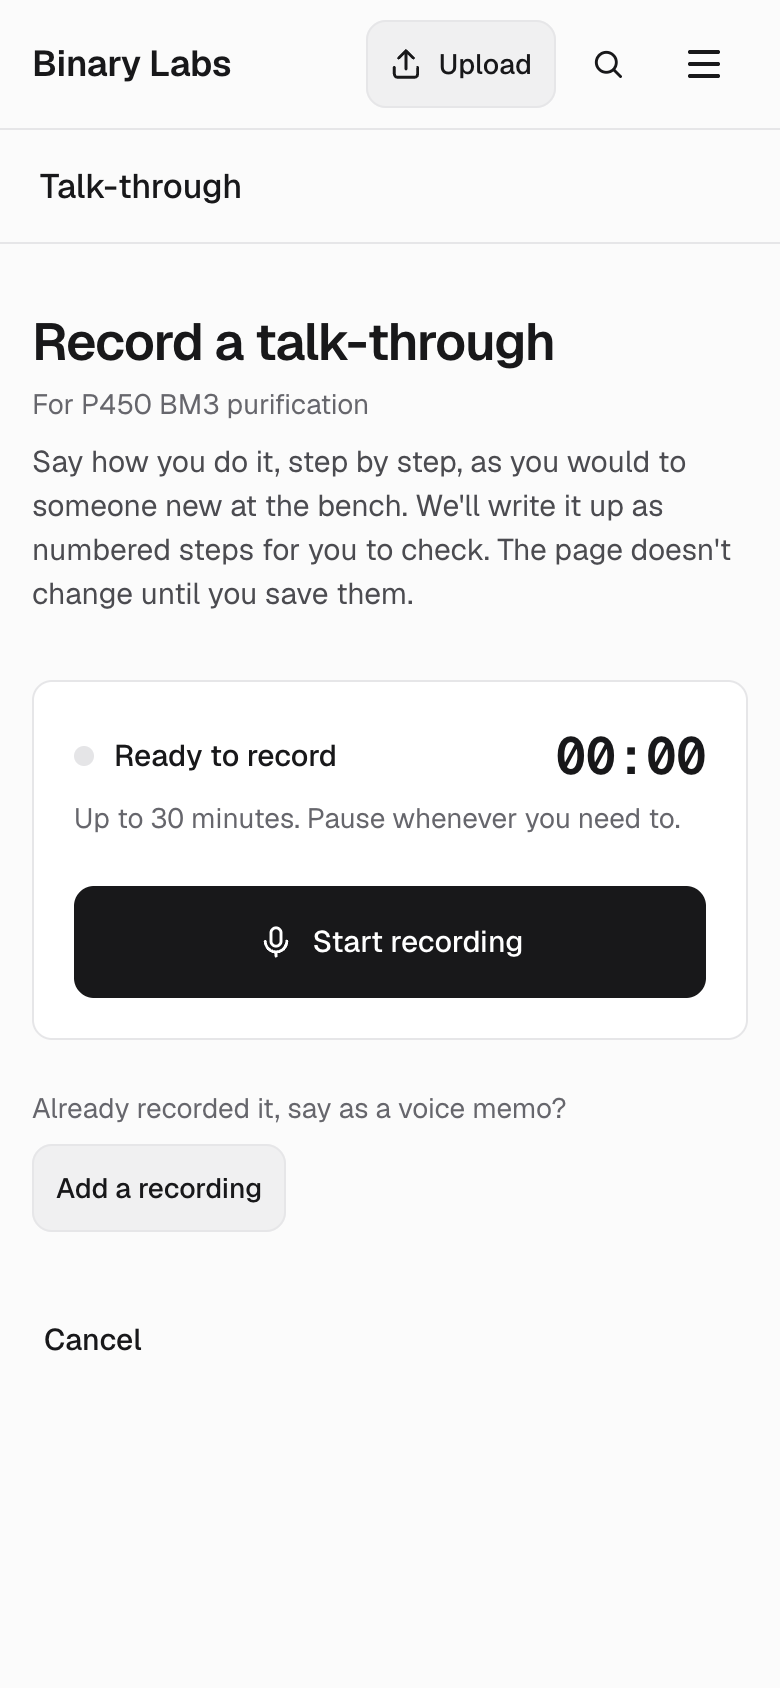 Binary Labs
Upload
Talk-through
Record a talk-through
For P450 BM3 purification
Say how you do it, step by step, as you would to
someone new at the bench. We'll write it up as
numbered steps for you to check. The page doesn't
change until you save them.
Ready to record
00:00
Up to 30 minutes. Pause whenever you need to.
Start recording
Already recorded it, say as a voice memo?
Add a recording
Cancel